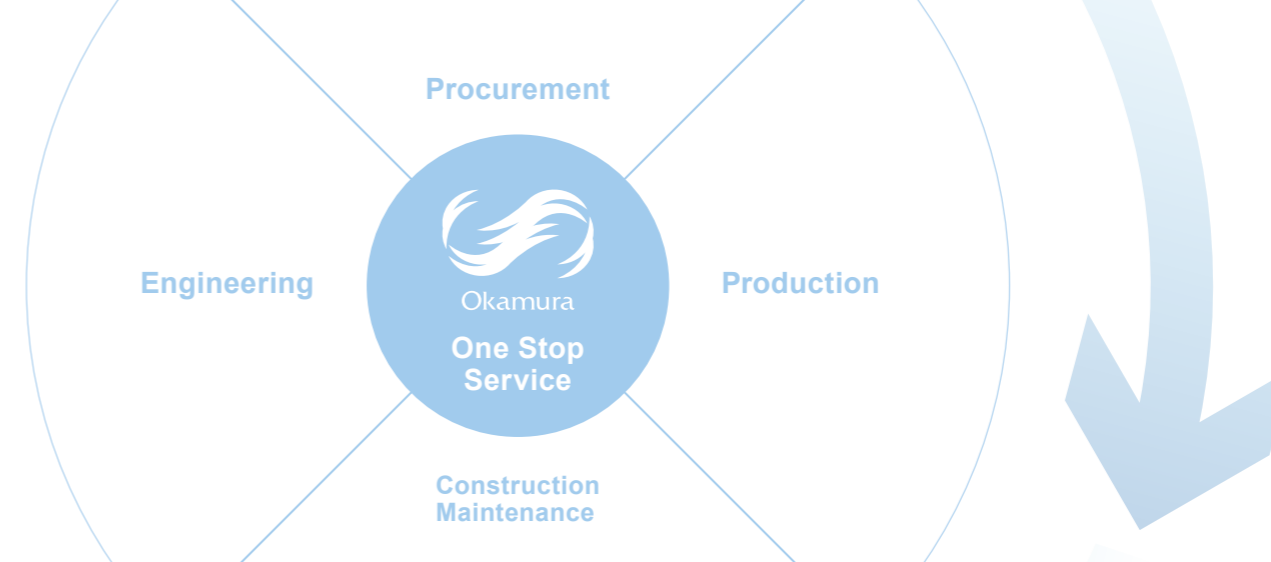 Procurement
Engineering
Okamura
One Stop
Service
Production
Construction
Maintenance